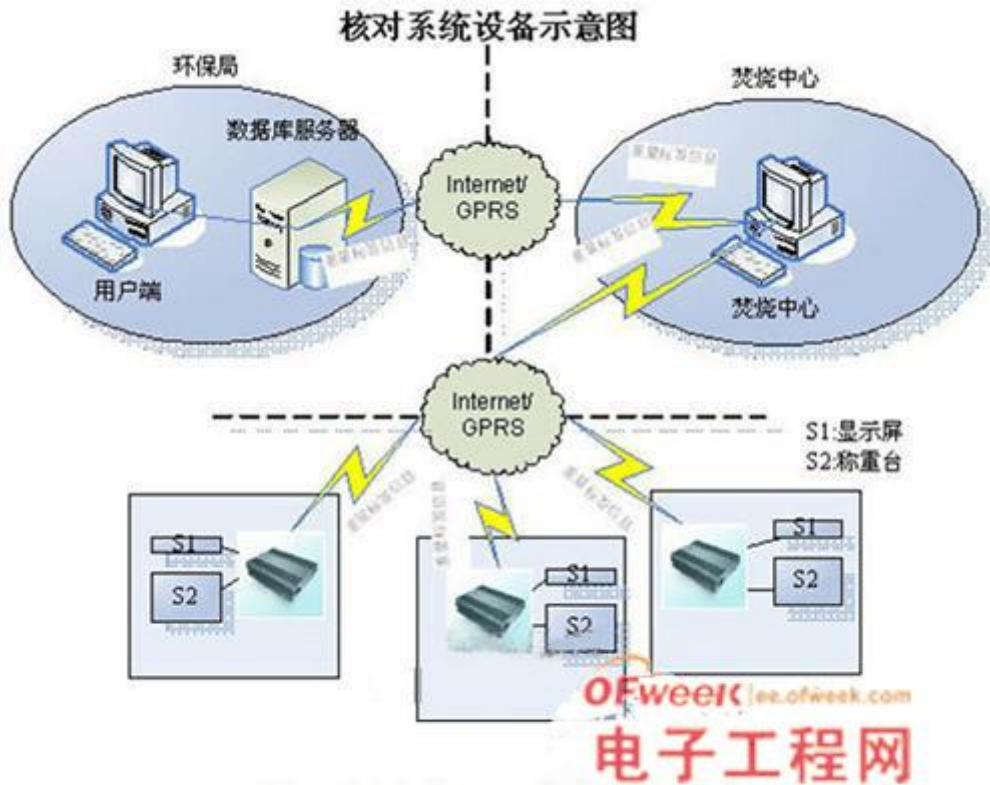 核对系统设备示意图
环保局
焚烧中心
数据库服务器
Internet/
GPRS
用户端
焚烧中心
Internet/
GPRS
S1:显示屏
S2:称重台
S1
S2
S1
S2
S1
S2
OFweek ee.ofweek.com
电子工程网